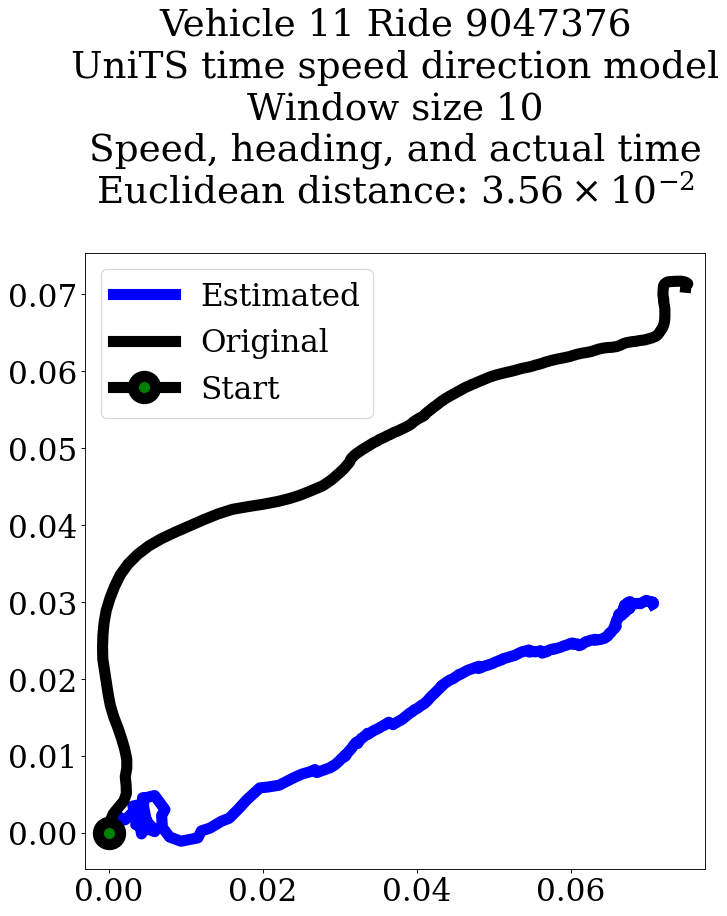 Vehicle 11 Ride 9047376
UniTS time speed direction model
Window size 10
Speed, heading, and actual time
Euclidean distance: 3.56 × 10⁻²
Estimated
Original
Start
0.07
0.06
0.05
0.04
0.03
0.02
0.01
0.00
0.00 0.02 0.04 0.06